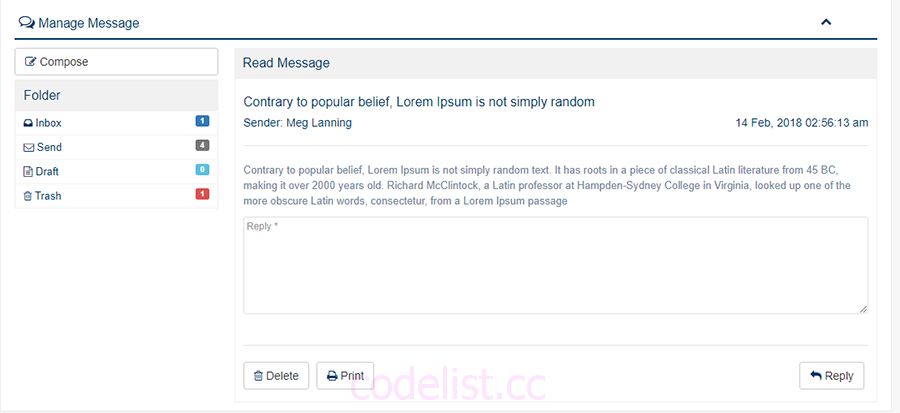 Manage Message
Compose
Folder
Inbox 1
Send 4
Draft 0
Trash 1
Read Message
Contrary to popular belief, Lorem Ipsum is not simply random
Sender: Meg Lanning 14 Feb, 2018 02:56:13 am
Contrary to popular belief, Lorem Ipsum is not simply random text. It has roots in a piece of classical Latin literature from 45 BC,
making it over 2000 years old. Richard McClintock, a Latin professor at Hampden-Sydney College in Virginia, looked up one of the
more obscure Latin words, consectetur, from a Lorem Ipsum passage
Reply *
Delete Print Reply
codelist.cc